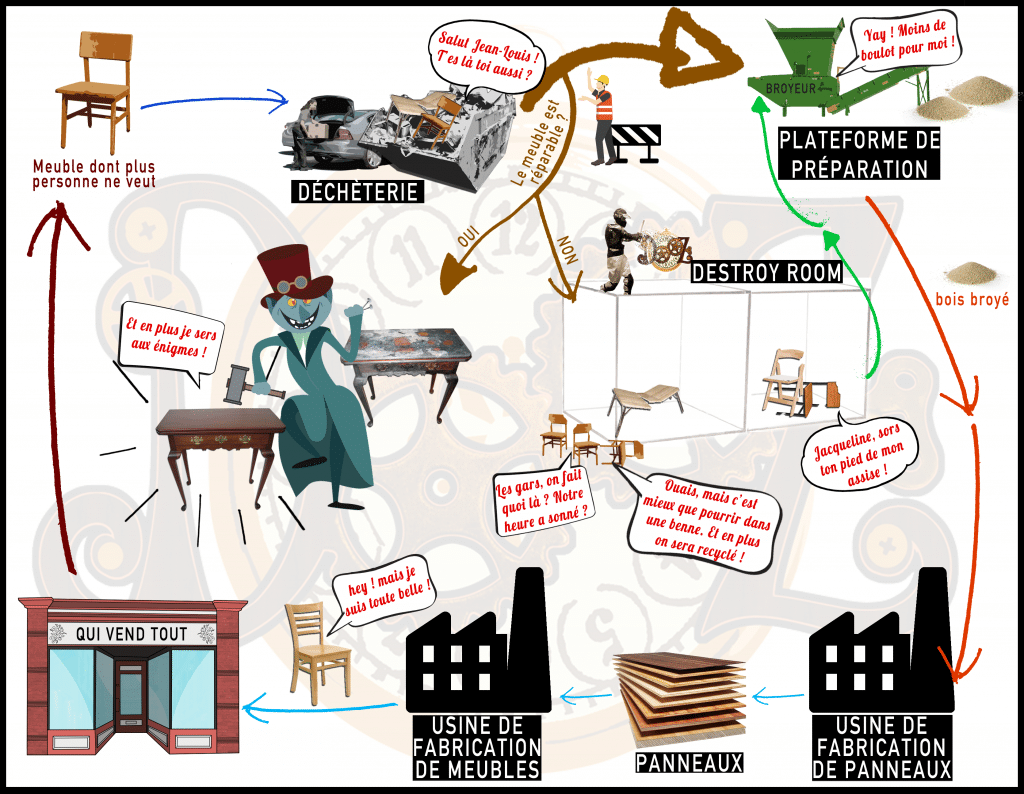 Salut Jean-Louis !
T'es là toi aussi ?
Yay ! Moins de
boulot pour moi !
BROYEUR
Meuble dont plus
personne ne veut
DÉCHÈTERIE
Le meuble est
réparable ?
PLATEFORME DE
PRÉPARATION
OUI
NON
DESTROY ROOM
bois broyé
Et en plus je sers
aux énigmes !
11
12
Jacqueline, sors
ton pied de mon
assise !
Les gars, on fait
quoi là ? Notre
heure a sonné ?
Ouais, mais c'est
mieux que pourrir dans
une benne. Et en plus
on sera recyclé !
hey ! mais je
suis toute belle !
5
QUI VEND TOUT
USINE DE
FABRICATION
DE MEUBLES
PANNEAUX
USINE DE
FABRICATION
DE PANNEAUX